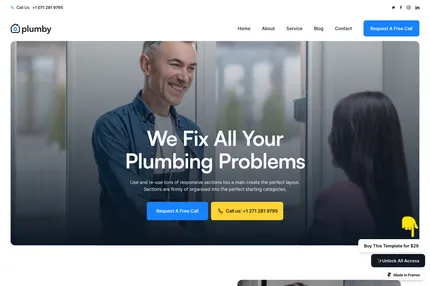 Call Us: +1 071 281 9795
plumby
Home About Service Blog Contact Request A Free Call
We Fix All Your
Plumbing Problems
Use and re-use tons of responsive sections too a main create the perfect layout.
Sections are firmly of organised into the perfect starting categories.
Request A Free Call Call us: +1 271 281 9795
Buy This Template for $29
Unlock All Access
Made in Framer